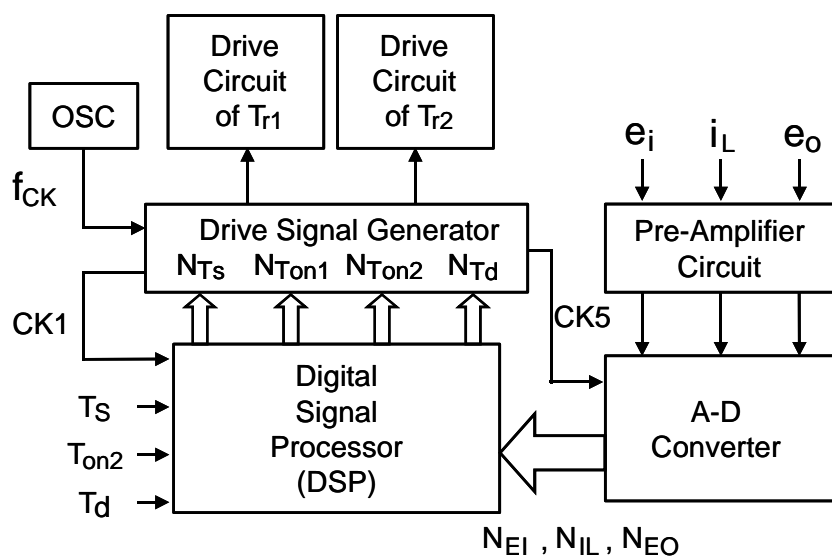 Drive
Circuit
of Tr1
Drive
Circuit
of Tr2
OSC
fCK
ei
iL
eo
Drive Signal Generator
NTs
NTon1
NTon2
NTd
Pre-Amplifier
Circuit
CK1
CK5
Digital
Signal
Processor
(DSP)
A-D
Converter
TS
Ton2
Td
NEI , NIL , NEO